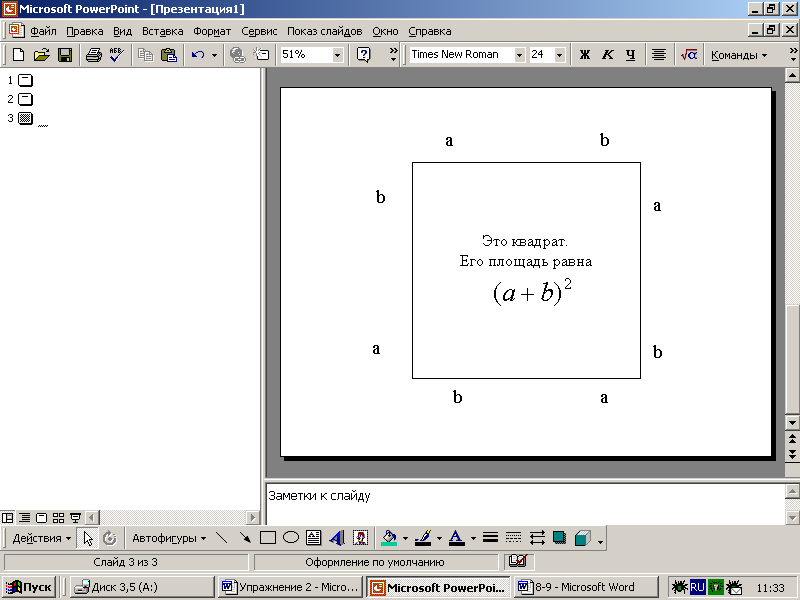 Microsoft PowerPoint - [Презентация1]
Файл Правка Вид Вставка Формат Сервис Показ слайдов Окно Справка
51% Times New Roman 24 Ж К Ч √α Команды
1
2
3
a b
b a
Это квадрат.
Его площадь равна
(a + b)²
a b
b a
Заметки к слайду
Действия Автофигуры
Слайд 3 из 3 Оформление по умолчанию
Пуск Диск 3,5 (A:) Упражнение 2 - Micro... Microsoft PowerPoi... 8-9 - Microsoft Word RU 11:33